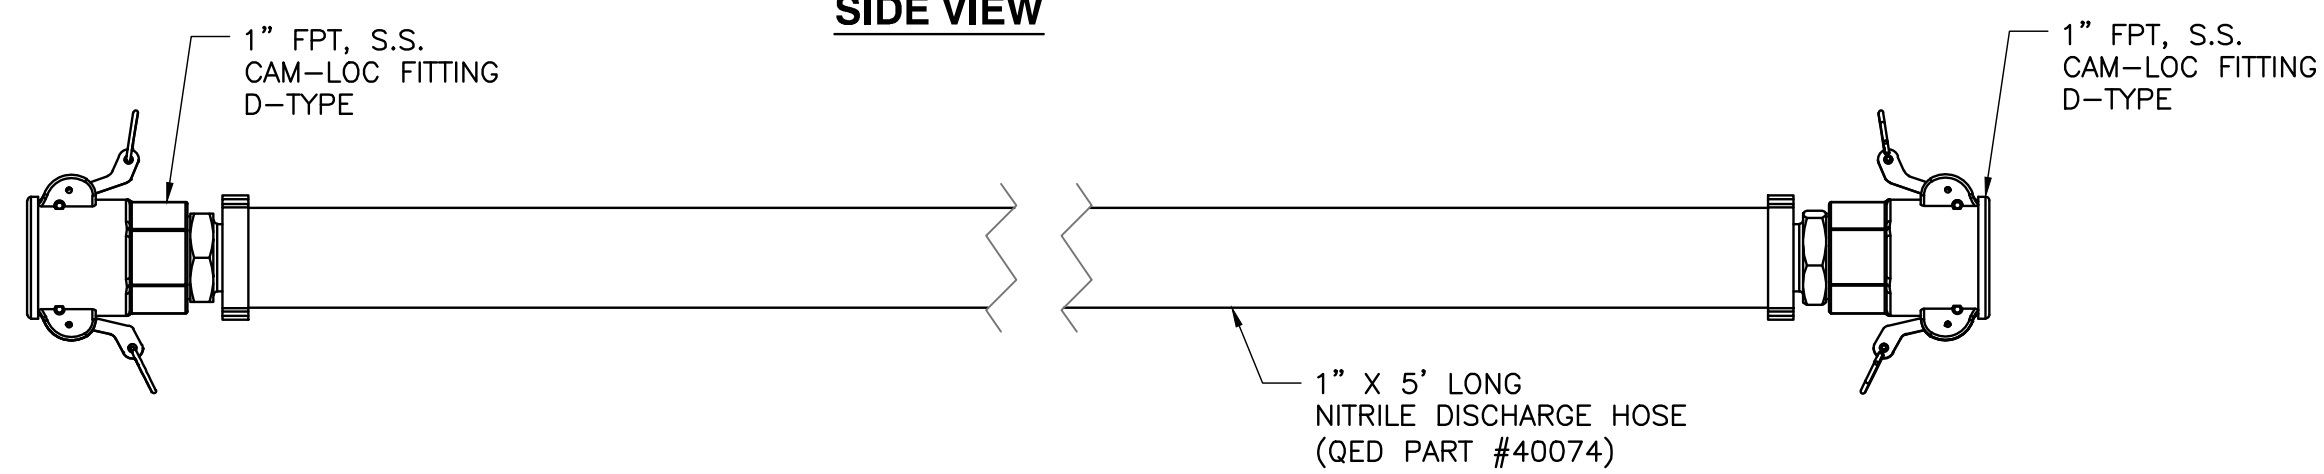 SIDE VIEW
1” FPT, S.S.
CAM-LOC FITTING
D-TYPE
1” FPT, S.S.
CAM-LOC FITTING
D-TYPE
1” X 5’ LONG
NITRILE DISCHARGE HOSE
(QED PART #40074)